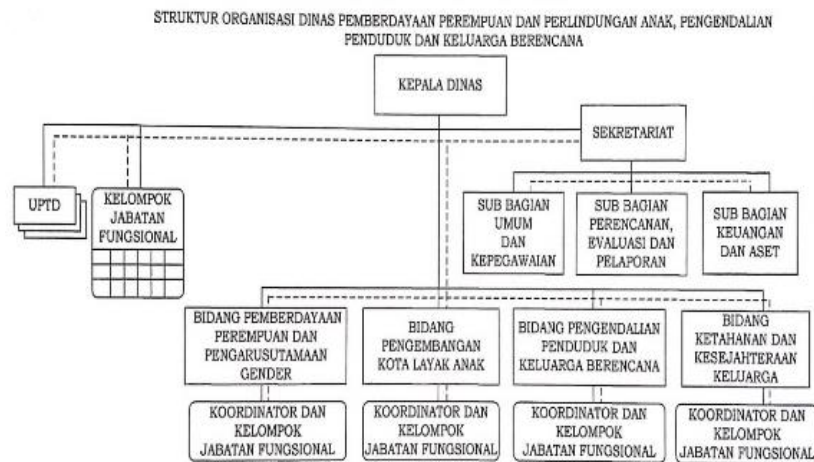 STRUKTUR ORGANISASI DINAS PEMBERDAYAAN PEREMPUAN DAN PERLINDUNGAN ANAK, PENGENDALIAN
PENDUDUK DAN KELUARGA BERENCANA
KEPALA DINAS
SEKRETARIAT
UPTD
KELOMPOK
JABATAN
FUNGSIONAL
SUB BAGIAN
UMUM
DAN
KEPEGAWAIAN
SUB BAGIAN
PERENCANAN,
EVALUASI DAN
PELAPORAN
SUB BAGIAN
KEUANGAN
DAN ASET
BIDANG PEMBERDAYAAN
PEREMPUAN DAN
PENGARUSUTAMAAN
GENDER
BIDANG
PENGEMBANGAN
KOTA LAYAK ANAK
BIDANG PENGENDALIAN
PENDUDUK DAN
KELUARGA BERENCANA
BIDANG
KETAHANAN DAN
KESEJAHTERAAN
KELUARGA
KOORDINATOR DAN
KELOMPOK
JABATAN FUNGSIONAL
KOORDINATOR DAN
KELOMPOK
JABATAN FUNGSIONAL
KOORDINATOR DAN
KELOMPOK
JABATAN FUNGSIONAL
KOORDINATOR DAN
KELOMPOK
JABATAN FUNGSIONAL